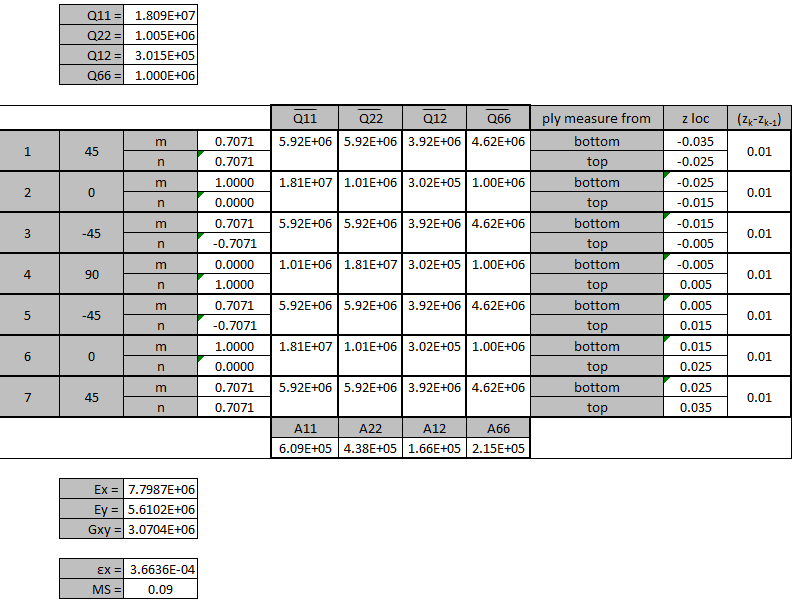 Q11 = 1.809E+07
Q22 = 1.005E+06
Q12 = 3.015E+05
Q66 = 1.000E+06
Q11 Q22 Q12 Q66 ply measure from z loc (zk-zk-1)
1 45 m 0.7071 5.92E+06 5.92E+06 3.92E+06 4.62E+06 bottom -0.035 0.01
n 0.7071 top -0.025
2 0 m 1.0000 1.81E+07 1.01E+06 3.02E+05 1.00E+06 bottom -0.025 0.01
n 0.0000 top -0.015
3 -45 m 0.7071 5.92E+06 5.92E+06 3.92E+06 4.62E+06 bottom -0.015 0.01
n -0.7071 top -0.005
4 90 m 0.0000 1.01E+06 1.81E+07 3.02E+05 1.00E+06 bottom -0.005 0.01
n 1.0000 top 0.005
5 -45 m 0.7071 5.92E+06 5.92E+06 3.92E+06 4.62E+06 bottom 0.005 0.01
n -0.7071 top 0.015
6 0 m 1.0000 1.81E+07 1.01E+06 3.02E+05 1.00E+06 bottom 0.015 0.01
n 0.0000 top 0.025
7 45 m 0.7071 5.92E+06 5.92E+06 3.92E+06 4.62E+06 bottom 0.025 0.01
n 0.7071 top 0.035
A11 A22 A12 A66
6.09E+05 4.38E+05 1.66E+05 2.15E+05
Ex = 7.7987E+06
Ey = 5.6102E+06
Gxy = 3.0704E+06
εx = 3.6636E-04
MS = 0.09